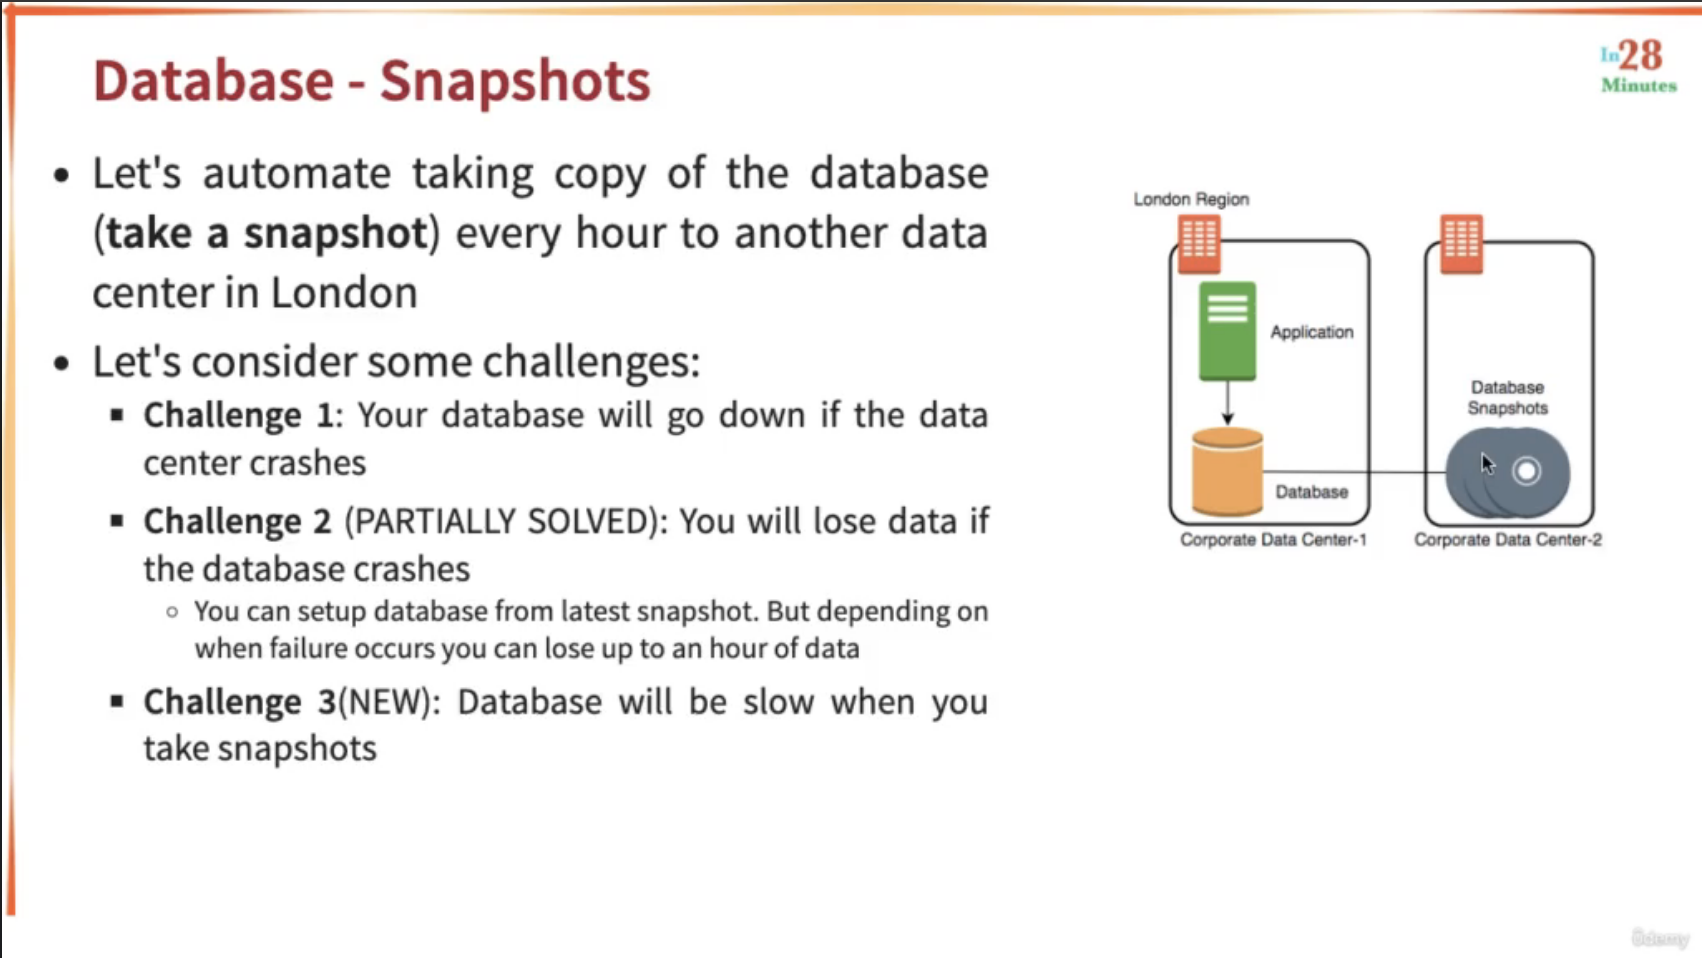 Database - Snapshots
In28
Minutes
• Let's automate taking copy of the database
(take a snapshot) every hour to another data
center in London
• Let's consider some challenges:
▪ Challenge 1: Your database will go down if the data
center crashes
▪ Challenge 2 (PARTIALLY SOLVED): You will lose data if
the database crashes
○ You can setup database from latest snapshot. But depending on
when failure occurs you can lose up to an hour of data
▪ Challenge 3(NEW): Database will be slow when you
take snapshots
London Region
Application
Database
Corporate Data Center-1
Database
Snapshots
Corporate Data Center-2
ûdemy